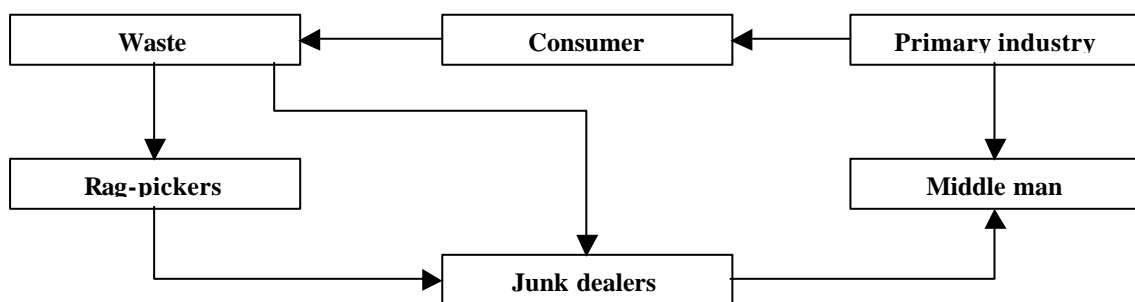 Waste
Consumer
Primary industry
Rag-pickers
Middle man
Junk dealers